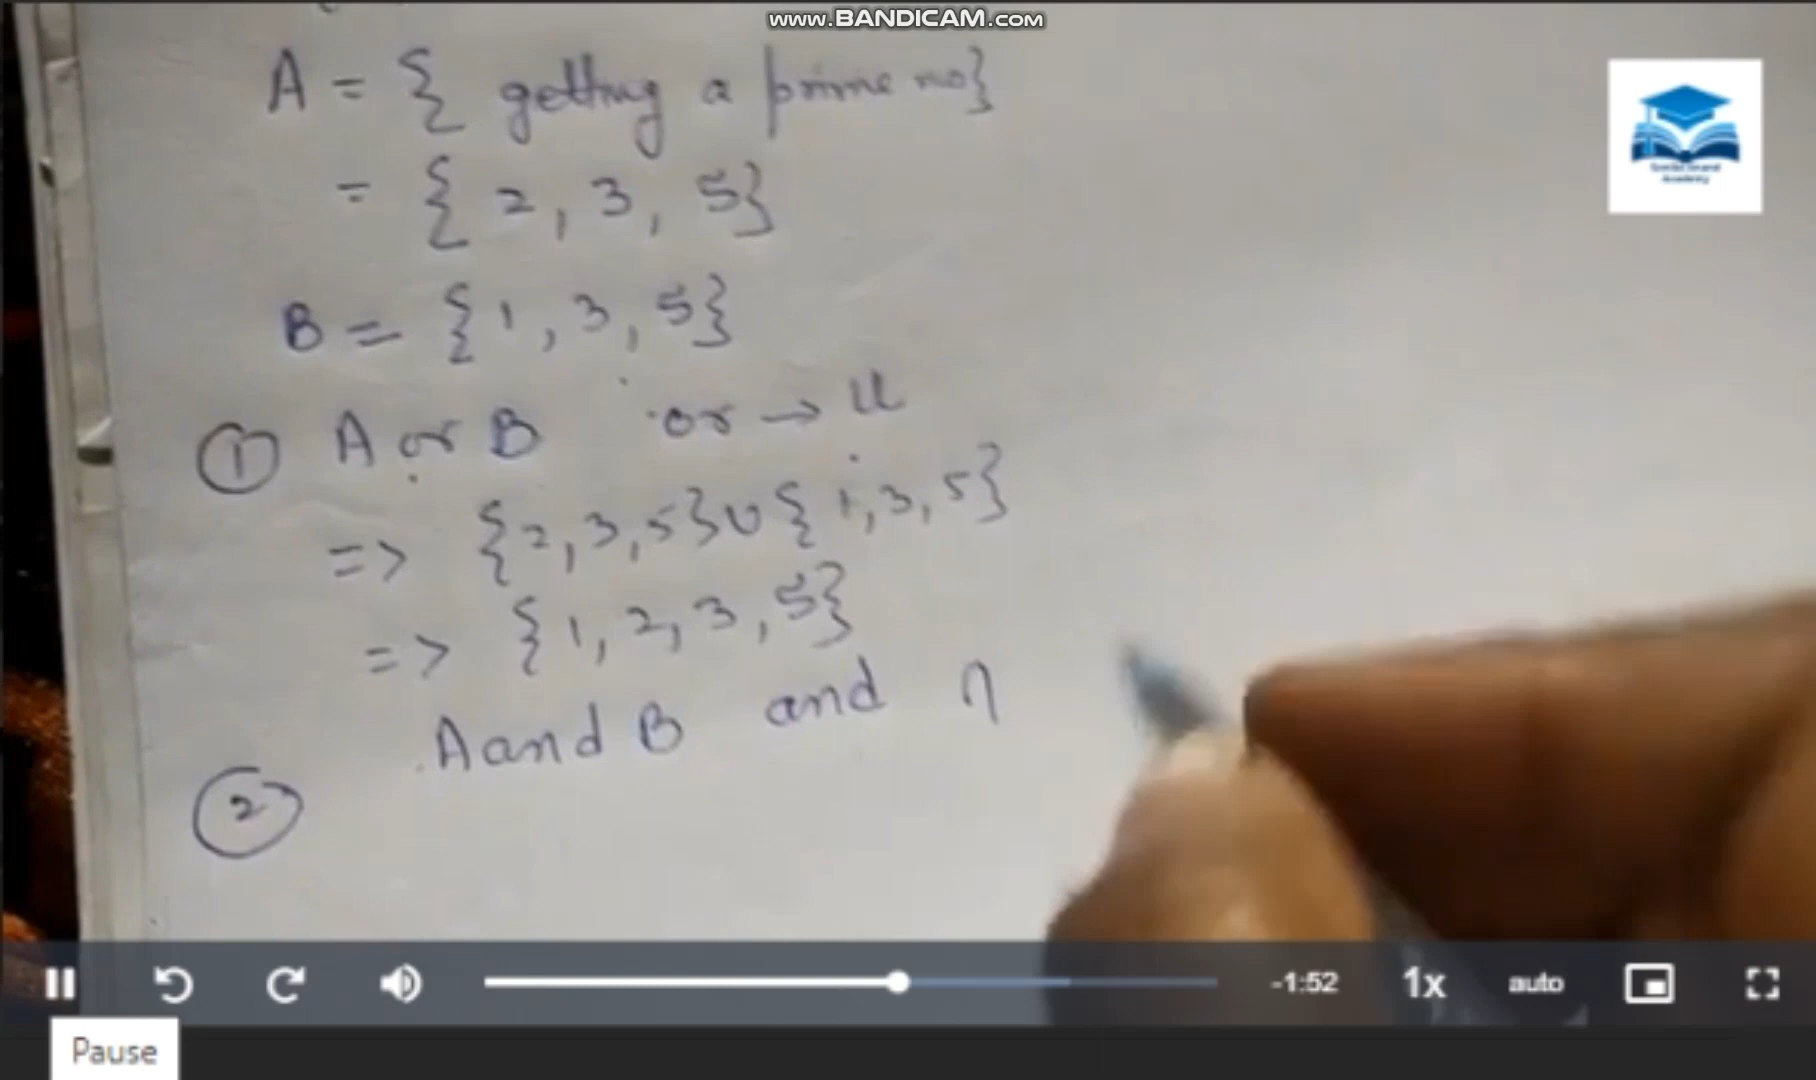 www.BANDICAM.com
A = { getting a prime no}
= { 2, 3, 5}
B = {1, 3, 5}
① A or B or → U
=> {2, 3, 5} U {1, 3, 5}
=> {1, 2, 3, 5}
A and B and ∩
②
-1:52
1x
auto
Pause